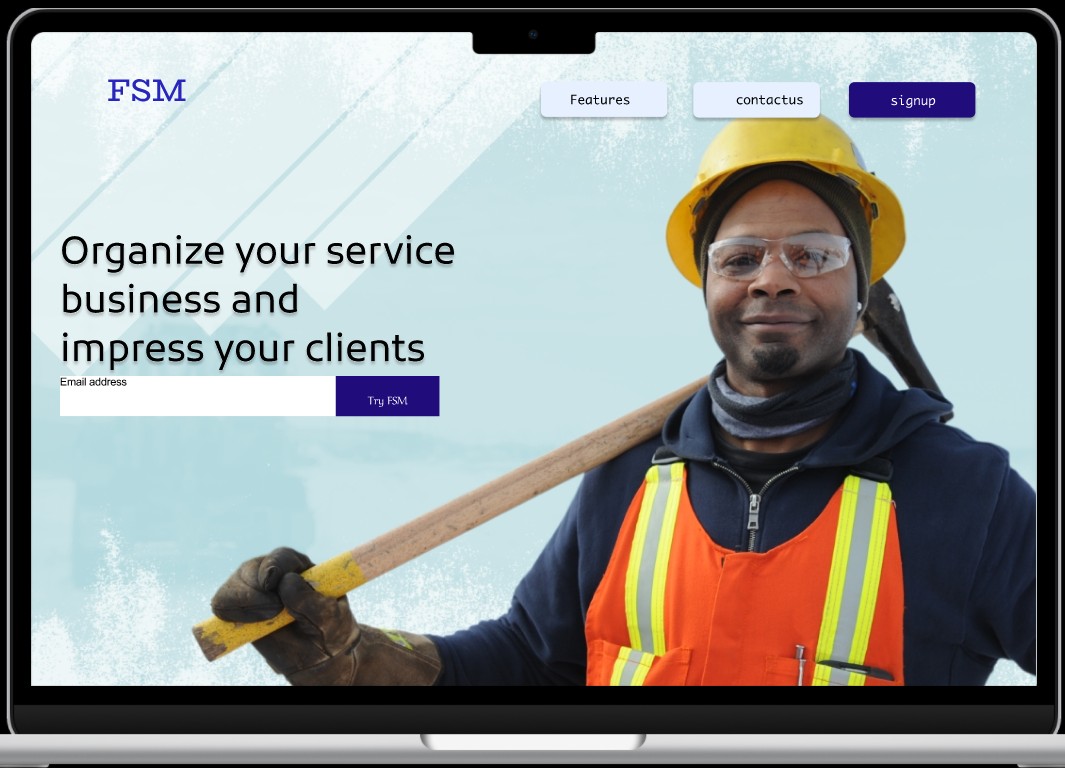 FSM
Features
contactus
signup
Organize your service
business and
impress your clients
Email address
Try FSM